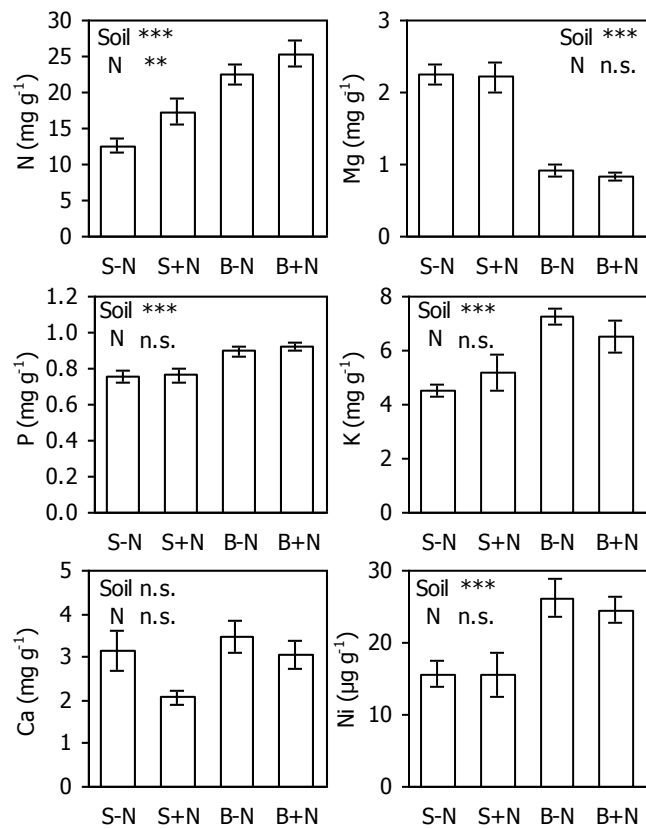 30
25
20
15
10
5
0
N (mg g-1)
Soil ***
N **
S-N S+N B-N B+N
3
2
1
0
Mg (mg g-1)
Soil ***
N n.s.
S-N S+N B-N B+N
1.2
1.0
0.8
0.6
0.4
0.2
0.0
P (mg g-1)
Soil ***
N n.s.
S-N S+N B-N B+N
8
6
4
2
0
K (mg g-1)
Soil ***
N n.s.
S-N S+N B-N B+N
5
4
3
2
1
0
Ca (mg g-1)
Soil n.s.
N n.s.
S-N S+N B-N B+N
30
20
10
0
Ni (μg g-1)
Soil ***
N n.s.
S-N S+N B-N B+N